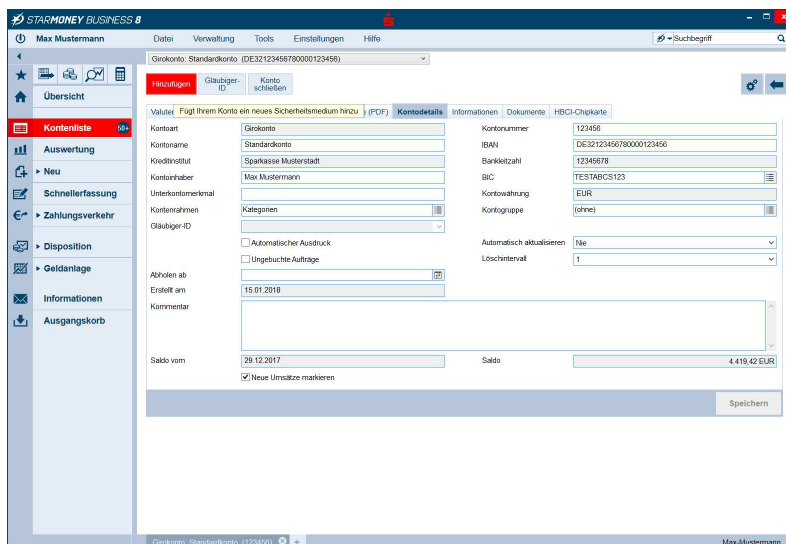 STARMONEY BUSINESS 8
Max Mustermann Datei Verwaltung Tools Einstellungen Hilfe Suchbegriff
Girokonto: Standardkonto (DE32123456780000123456)
Hinzufügen Gläubiger-ID Konto schließen
Übersicht
Kontenliste 50+
Auswertung
Neu
Schnellerfassung
Zahlungsverkehr
Disposition
Geldanlage
Informationen
Ausgangskorb
Fügt Ihrem Konto ein neues Sicherheitsmedium hinzu
(PDF) Kontodetails Informationen Dokumente HBCI-Chipkarte
Kontoart Girokonto Kontonummer 123456
Kontoname Standardkonto IBAN DE32123456780000123456
Kreditinstitut Sparkasse Musterstadt Bankleitzahl 12345678
Kontoinhaber Max Mustermann BIC TESTABCS123
Unterkontomerkmal Kontowährung EUR
Kontenrahmen Kategorien Kontogruppe (ohne)
Gläubiger-ID
Automatischer Ausdruck Automatisch aktualisieren Nie
Ungebuchte Aufträge Löschintervall 1
Abholen ab
Erstellt am 15.01.2018
Kommentar
Saldo vom 29.12.2017 Saldo 4.419,42 EUR
Neue Umsätze markieren
Speichern
Girokonto: Standardkonto (123456) Max-Mustermann